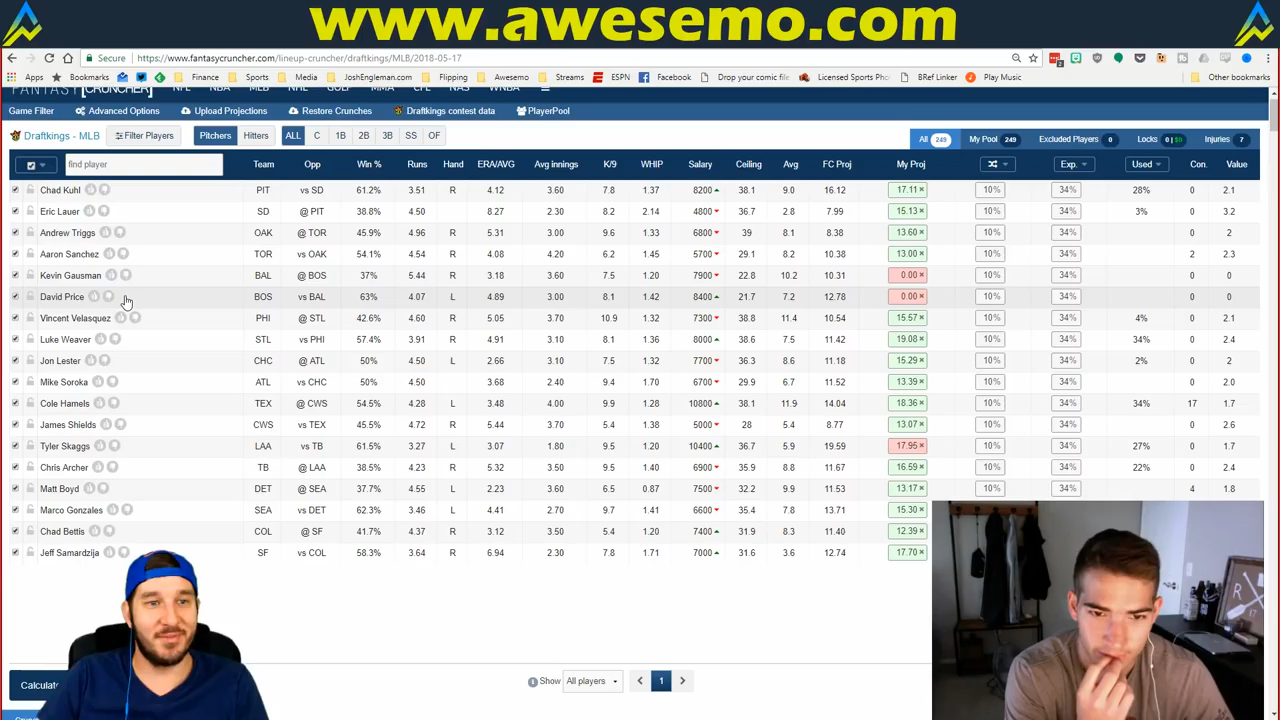 www.awesemo.com
Secure https://www.fantasycruncher.com/lineup-cruncher/draftkings/MLB/2018-05-17
Apps Bookmarks Finance Sports Media JoshEngleman.com Flipping Awesemo Streams ESPN Facebook Drop your comic file Licensed Sports Pho BRef Linker Play Music Other bookmarks
FANTASY CRUNCHER NFL NBA MLB NHL GOLF MMA CFL NAS WNBA
Game Filter Advanced Options Upload Projections Restore Crunches Draftkings contest data PlayerPool
Draftkings - MLB Filter Players Pitchers Hitters ALL C 1B 2B 3B SS OF All 249 My Pool 249 Excluded Players 0 Locks 0 | $0 Injuries 7
find player Team Opp Win % Runs Hand ERA/AVG Avg innings K/9 WHIP Salary Ceiling Avg FC Proj My Proj Exp. Used Con. Value
Chad Kuhl PIT vs SD 61.2% 3.51 R 4.12 3.60 7.8 1.37 8200 38.1 9.0 16.12 17.11 × 10% 34% 28% 0 2.1
Eric Lauer SD @ PIT 38.8% 4.50 L 8.27 2.30 8.2 2.14 4800 36.7 2.8 7.99 15.13 × 10% 34% 3% 0 3.2
Andrew Triggs OAK @ TOR 45.9% 4.96 R 5.31 3.00 9.6 1.33 6800 39 8.1 8.38 13.60 × 10% 34% 0 2
Aaron Sanchez TOR vs OAK 54.1% 4.54 R 4.08 4.20 6.2 1.45 5700 29.1 8.2 10.38 13.00 × 10% 34% 2 2.3
Kevin Gausman BAL @ BOS 37% 5.44 R 3.18 3.60 7.5 1.20 7900 22.8 10.2 10.31 0.00 × 10% 34% 0 0
David Price BOS vs BAL 63% 4.07 L 4.89 3.00 8.1 1.42 8400 21.7 7.2 12.78 0.00 × 10% 34% 0 0
Vincent Velasquez PHI @ STL 42.6% 4.60 R 5.05 3.70 10.9 1.32 7300 38.8 11.4 10.54 15.57 × 10% 34% 4% 0 2.1
Luke Weaver STL vs PHI 57.4% 3.91 R 4.91 3.10 8.1 1.36 8000 38.6 7.5 11.42 19.08 × 10% 34% 34% 0 2.4
Jon Lester CHC @ ATL 50% 4.50 L 2.66 3.10 7.5 1.32 7700 36.3 8.6 11.18 15.29 × 10% 34% 2% 0 2
Mike Soroka ATL vs CHC 50% 4.50 R 3.68 2.40 9.4 1.70 6700 29.9 6.7 11.52 13.39 × 10% 34% 0 2.0
Cole Hamels TEX @ CWS 54.5% 4.28 L 3.48 4.00 9.9 1.28 10800 38.1 11.9 14.04 18.36 × 10% 34% 34% 17 1.7
James Shields CWS vs TEX 45.5% 4.72 R 5.44 3.70 5.4 1.38 5000 28 5.4 8.77 13.07 × 10% 34% 0 2.6
Tyler Skaggs LAA vs TB 61.5% 3.27 L 3.07 1.80 9.5 1.20 10400 36.7 5.9 19.59 17.95 × 10% 34% 27% 0 1.7
Chris Archer TB @ LAA 38.5% 4.23 R 5.32 3.50 9.5 1.40 6900 35.9 8.8 11.67 16.59 × 10% 34% 22% 0 2.4
Matt Boyd DET @ SEA 37.7% 4.55 L 2.23 3.60 6.5 0.87 7500 32.2 9.9 11.53 13.17 × 10% 34% 4 1.8
Marco Gonzales SEA vs DET 62.3% 3.46 L 4.41 2.70 9.7 1.41 6600 35.4 7.8 13.71 15.30 ×
Chad Bettis COL @ SF 41.7% 4.37 R 3.12 3.50 5.4 1.20 7400 31.9 8.3 11.40 12.39 ×
Jeff Samardzija SF vs COL 58.3% 3.64 R 6.94 2.30 7.8 1.71 7000 31.6 3.6 12.74 17.70 ×
Calculate Show All players 1